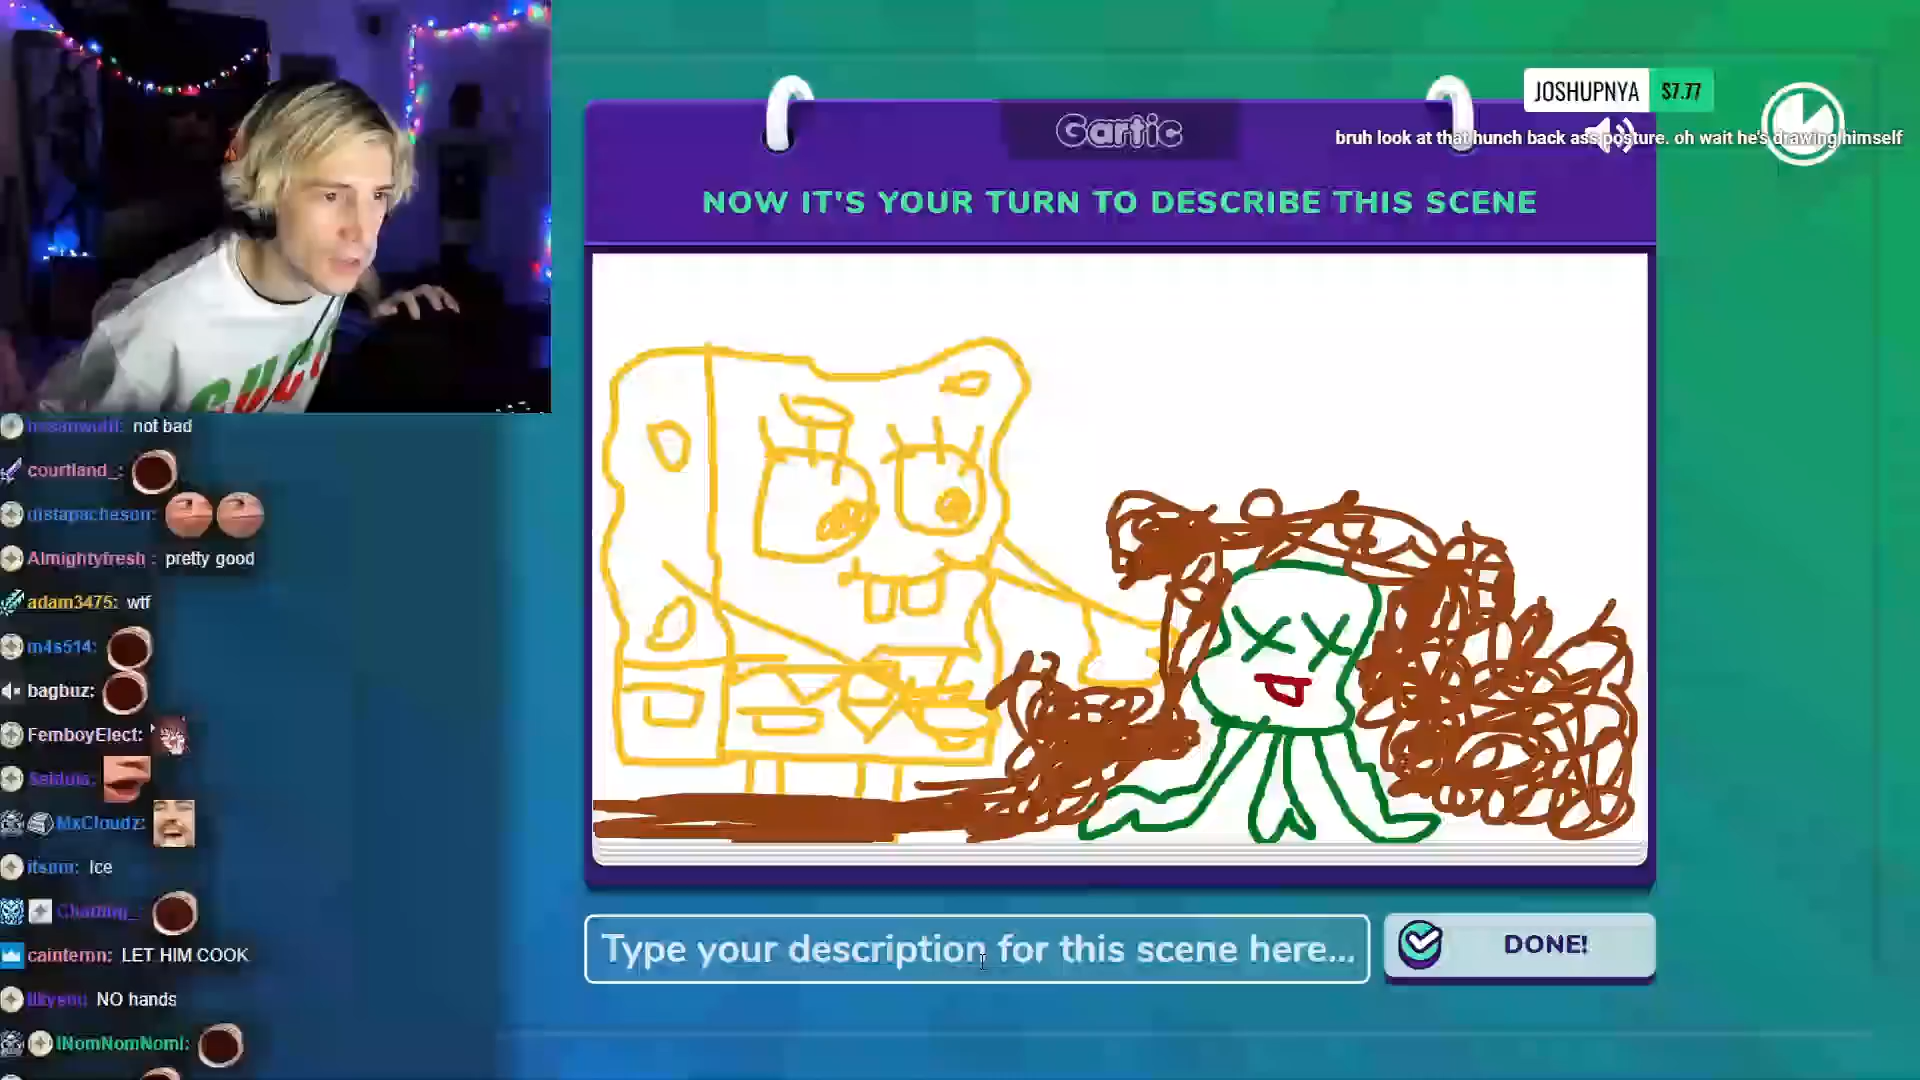 JOSHUPNYA $7.77
bruh look at that hunch back ass posture. oh wait he's drawing himself
Gartic
NOW IT'S YOUR TURN TO DESCRIBE THIS SCENE
not bad
courtland_:
distapacheson:
Almightyfresh : pretty good
adam3475: wtf
m4s514:
bagbuz:
FemboyElect:
MxCloudz:
Ice
caintemn: LET HIM COOK
NO hands
INomNomNomI:
Type your description for this scene here...
DONE!